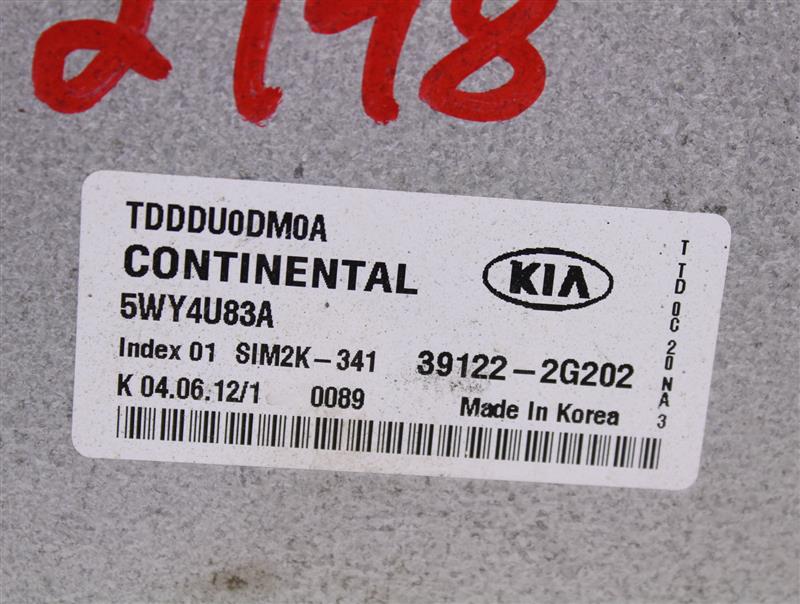 2198
TDDDU0DM0A
CONTINENTAL
KIA
5WY4U83A
Index 01 SIM2K-341 39122-2G202
K 04.06.12/1 0089 Made In Korea
TTD0C20NA3